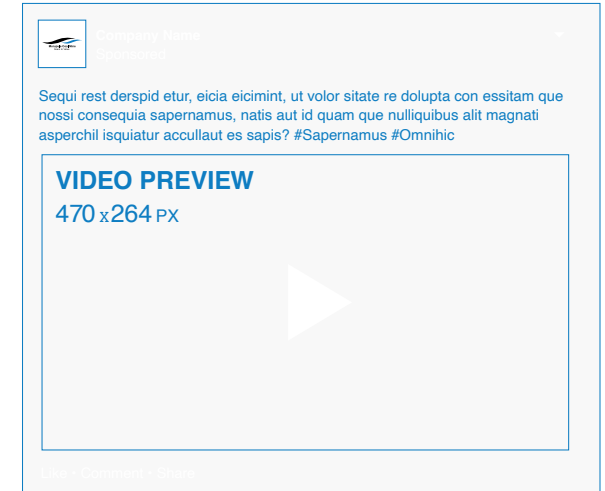 Company Name
Sponsored
Sequi rest derspid etur, eicia eicimint, ut volor sitate re dolupta con essitam que
nossi consequia sapernamus, natis aut id quam que nulliquibus alit magnati
asperchil isquiatur accullaut es sapis? #Sapernamus #Omnihic
VIDEO PREVIEW
470 x 264 PX
Like • Comment • Share